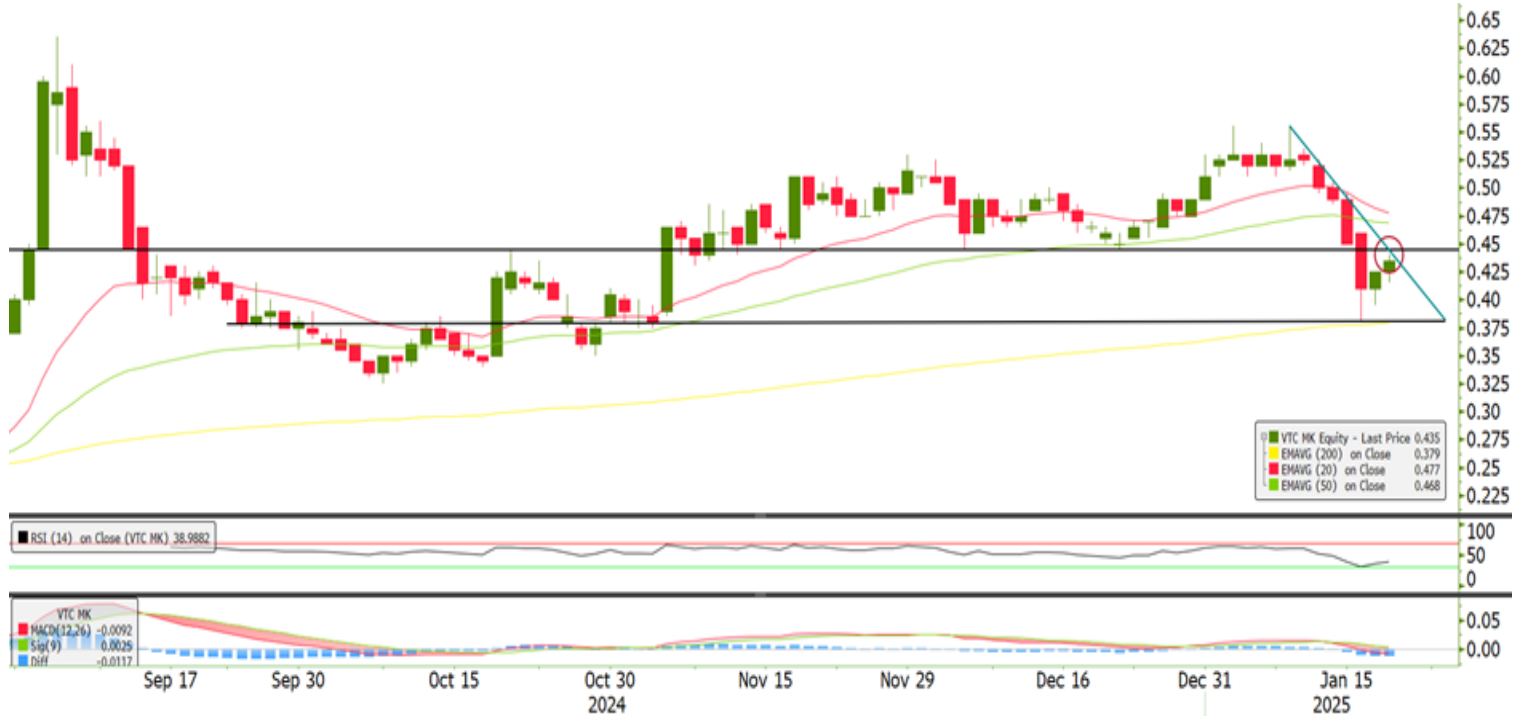 0.65
0.625
0.60
0.575
0.55
0.525
0.50
0.475
0.45
0.425
0.40
0.375
0.35
0.325
0.30
0.275
0.25
0.225
VTC MK Equity - Last Price 0.435
EMAVG (200) on Close 0.379
EMAVG (20) on Close 0.477
EMAVG (50) on Close 0.468
RSI (14) on Close (VTC MK) 38.9882
100
50
0
VTC MK
MACD(12,26) -0.0092
Sig(9) 0.0025
Diff -0.0117
0.05
0.00
Sep 17 Sep 30 Oct 15 Oct 30 Nov 15 Nov 29 Dec 16 Dec 31 Jan 15
2024 2025